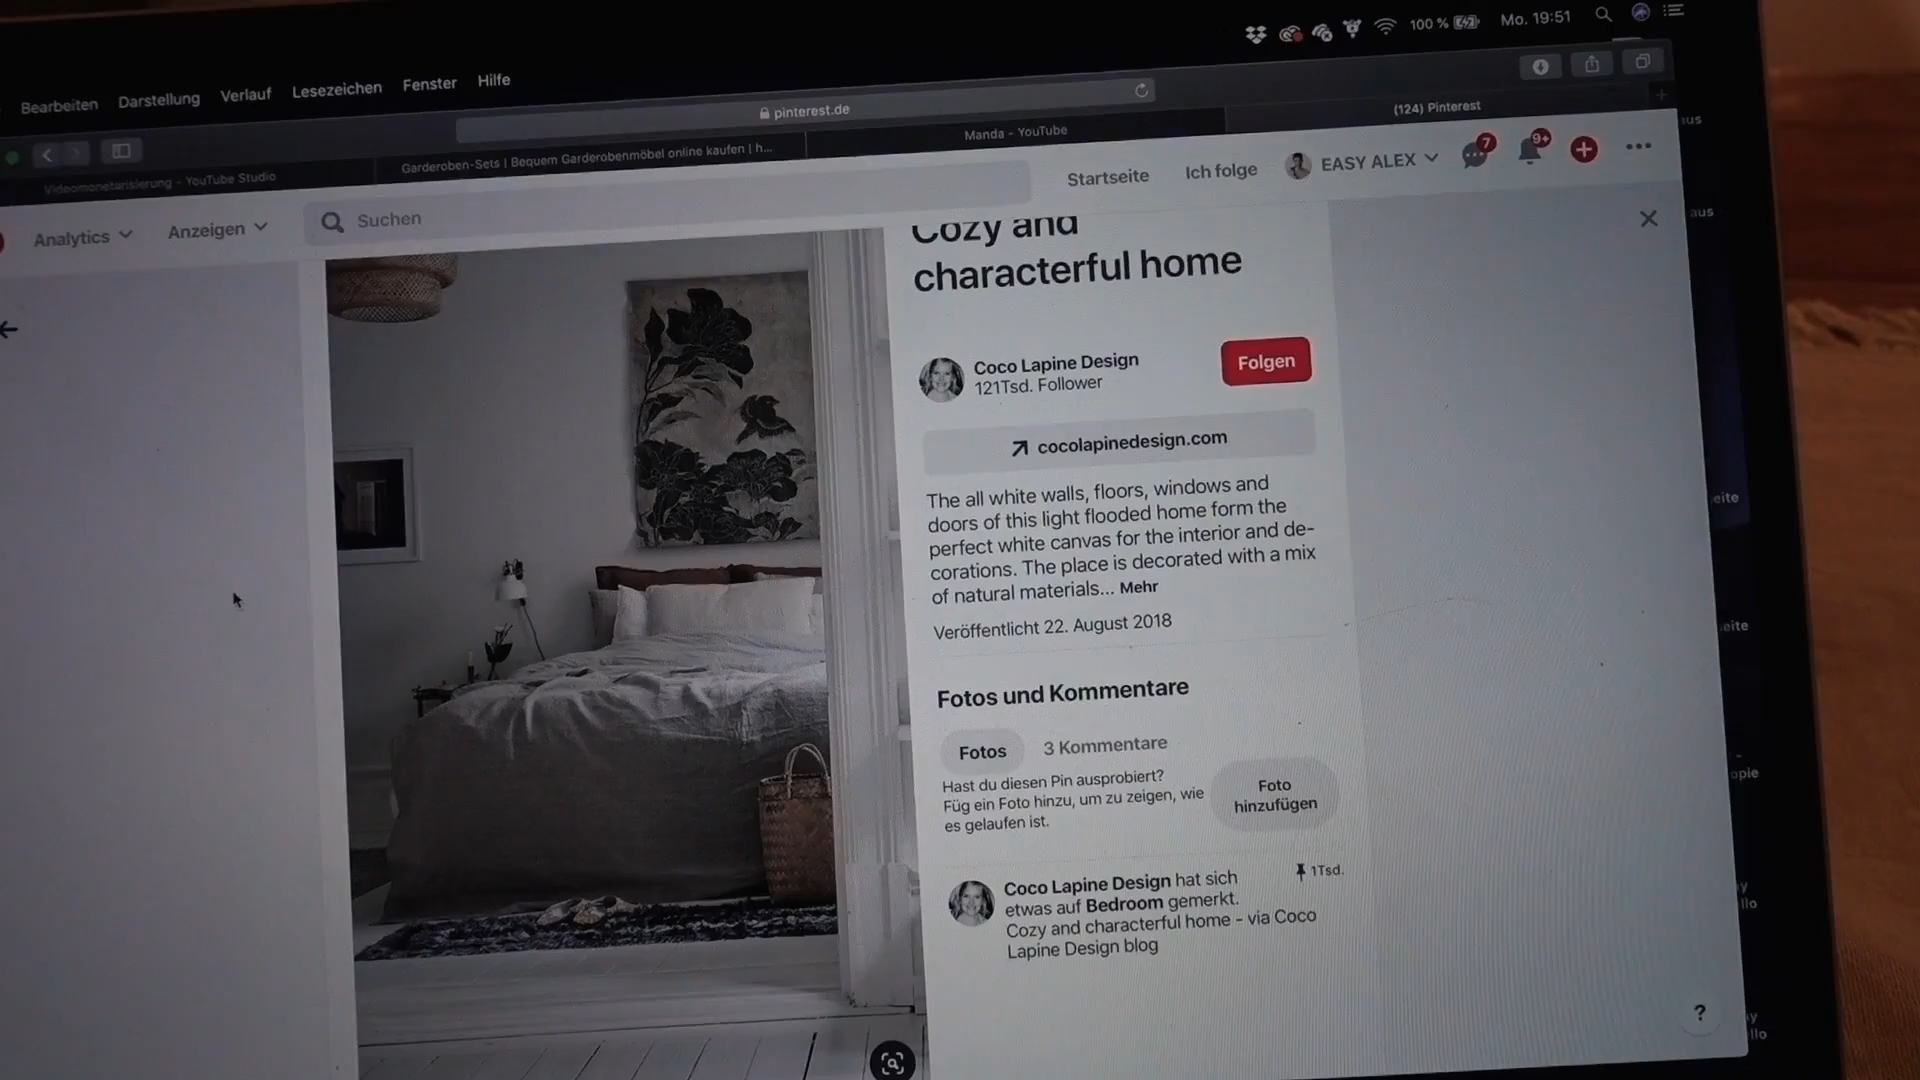 Bearbeiten Darstellung Verlauf Lesezeichen Fenster Hilfe
100 % Mo. 19:51
pinterest.de
Videomonetarisierung - YouTube Studio
Garderoben-Sets | Bequem Garderobenmöbel online kaufen | h...
Manda - YouTube
(124) Pinterest
Analytics Anzeigen Suchen Startseite Ich folge EASY ALEX 7 9+
Cozy and
characterful home
Coco Lapine Design
121Tsd. Follower
Folgen
cocolapinedesign.com
The all white walls, floors, windows and
doors of this light flooded home form the
perfect white canvas for the interior and de-
corations. The place is decorated with a mix
of natural materials... Mehr
Veröffentlicht 22. August 2018
Fotos und Kommentare
Fotos 3 Kommentare
Hast du diesen Pin ausprobiert?
Füg ein Foto hinzu, um zu zeigen, wie
es gelaufen ist.
Foto
hinzufügen
Coco Lapine Design hat sich
etwas auf Bedroom gemerkt.
Cozy and characterful home - via Coco
Lapine Design blog
1Tsd.
?